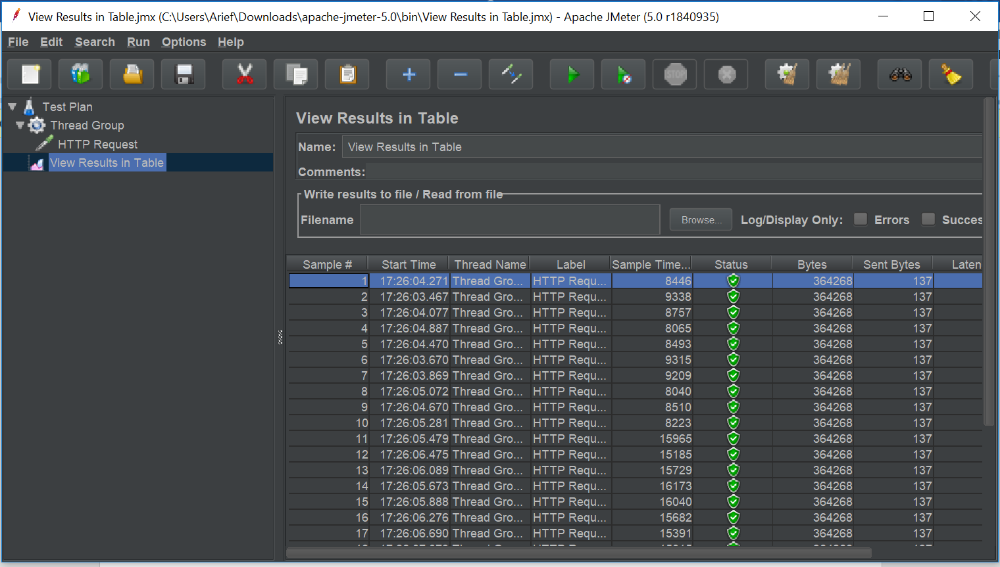 View Results in Table.jmx (C:\Users\Arief\Downloads\apache-jmeter-5.0\bin\View Results in Table.jmx) - Apache JMeter (5.0 r1840935)
File Edit Search Run Options Help
STOP
Test Plan
Thread Group
HTTP Request
View Results in Table
View Results in Table
Name: View Results in Table
Comments:
Write results to file / Read from file
Filename Browse... Log/Display Only: Errors Succes
Sample # Start Time Thread Name Label Sample Time... Status Bytes Sent Bytes Laten
1 17:26:04.271 Thread Gro... HTTP Requ... 8446 364268 137
2 17:26:03.467 Thread Gro... HTTP Requ... 9338 364268 137
3 17:26:04.077 Thread Gro... HTTP Requ... 8757 364268 137
4 17:26:04.887 Thread Gro... HTTP Requ... 8065 364268 137
5 17:26:04.470 Thread Gro... HTTP Requ... 8493 364268 137
6 17:26:03.670 Thread Gro... HTTP Requ... 9315 364268 137
7 17:26:03.869 Thread Gro... HTTP Requ... 9209 364268 137
8 17:26:05.072 Thread Gro... HTTP Requ... 8040 364268 137
9 17:26:04.670 Thread Gro... HTTP Requ... 8510 364268 137
10 17:26:05.281 Thread Gro... HTTP Requ... 8223 364268 137
11 17:26:05.479 Thread Gro... HTTP Requ... 15965 364268 137
12 17:26:06.475 Thread Gro... HTTP Requ... 15185 364268 137
13 17:26:06.089 Thread Gro... HTTP Requ... 15729 364268 137
14 17:26:05.673 Thread Gro... HTTP Requ... 16173 364268 137
15 17:26:05.888 Thread Gro... HTTP Requ... 16040 364268 137
16 17:26:06.276 Thread Gro... HTTP Requ... 15682 364268 137
17 17:26:06.690 Thread Gro... HTTP Requ... 15391 364268 137